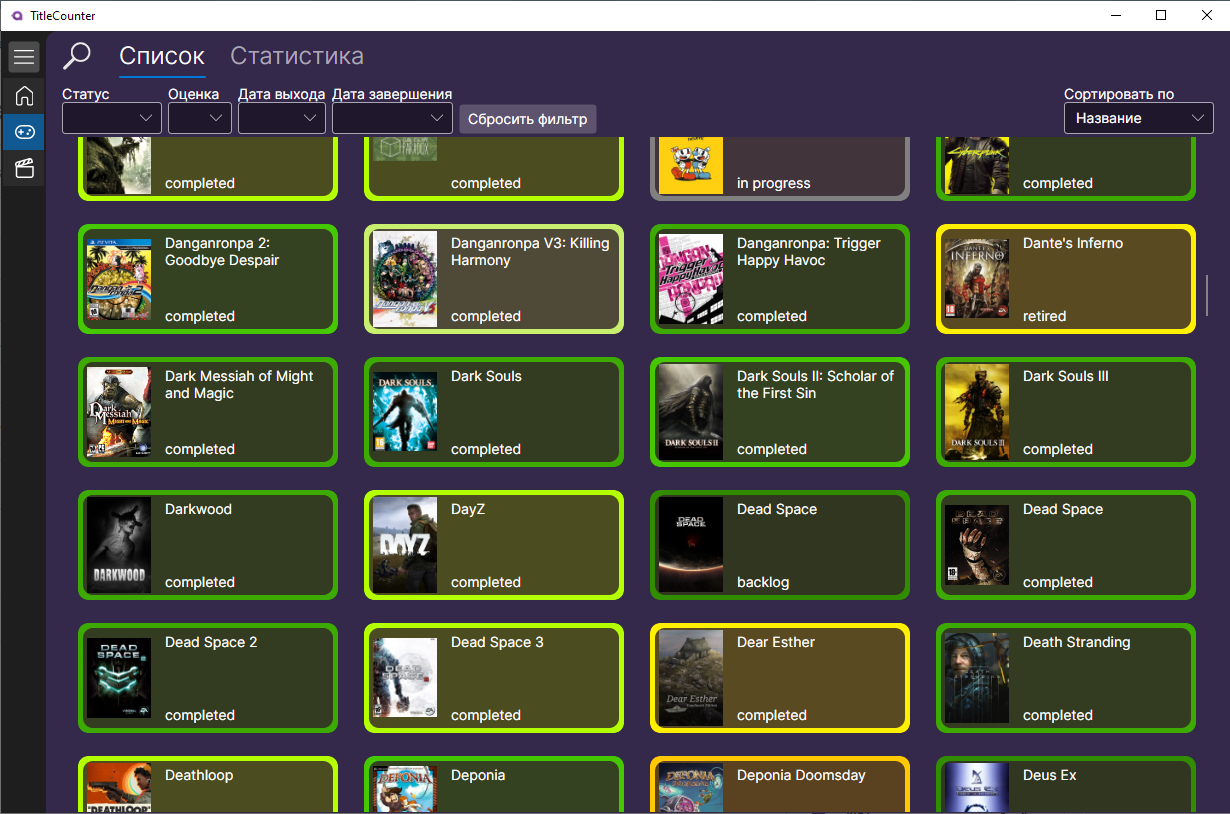 TitleCounter
Список
Статистика
Статус
Оценка
Дата выхода
Дата завершения
Сбросить фильтр
Сортировать по
Название
completed
completed
in progress
completed
Danganronpa 2:
Goodbye Despair
completed
Danganronpa V3: Killing
Harmony
completed
Danganronpa: Trigger
Happy Havoc
completed
Dante's Inferno
retired
Dark Messiah of Might
and Magic
completed
Dark Souls
completed
Dark Souls II: Scholar of
the First Sin
completed
Dark Souls III
completed
Darkwood
completed
DayZ
completed
Dead Space
backlog
Dead Space
completed
Dead Space 2
completed
Dead Space 3
completed
Dear Esther
completed
Death Stranding
completed
Deathloop
Deponia
Deponia Doomsday
Deus Ex